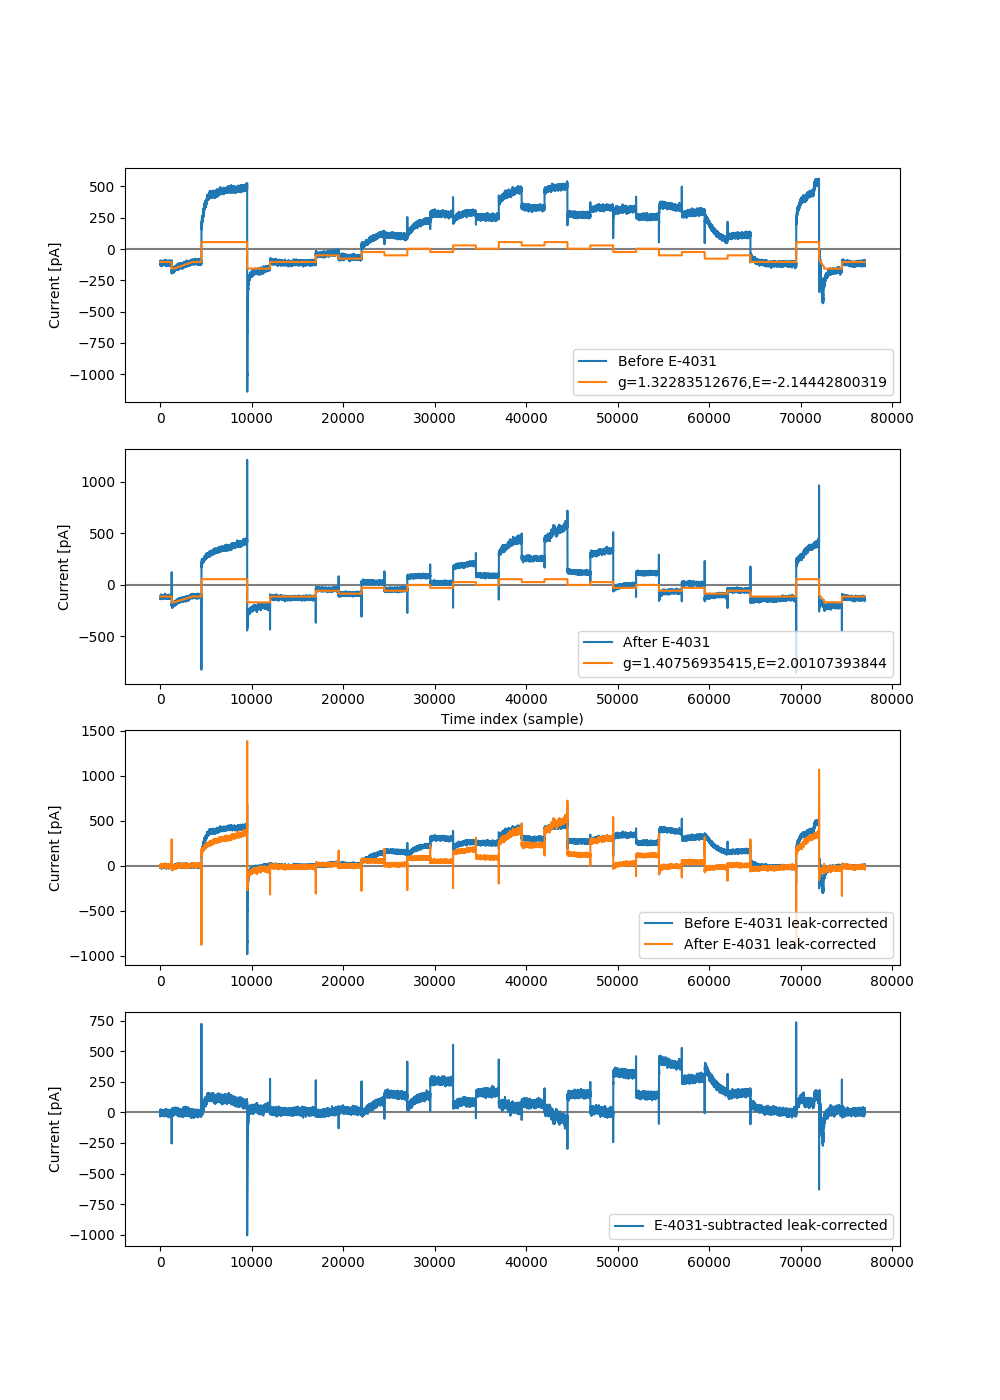 500
250
0
−250
−500
−750
−1000
Current [pA]
Before E-4031
g=1.32283512676,E=-2.14442800319
0 10000 20000 30000 40000 50000 60000 70000 80000
1000
500
0
−500
Current [pA]
After E-4031
g=1.40756935415,E=2.00107393844
0 10000 20000 30000 40000 50000 60000 70000 80000
Time index (sample)
1500
1000
500
0
−500
−1000
Current [pA]
Before E-4031 leak-corrected
After E-4031 leak-corrected
0 10000 20000 30000 40000 50000 60000 70000 80000
750
500
250
0
−250
−500
−750
−1000
Current [pA]
E-4031-subtracted leak-corrected
0 10000 20000 30000 40000 50000 60000 70000 80000